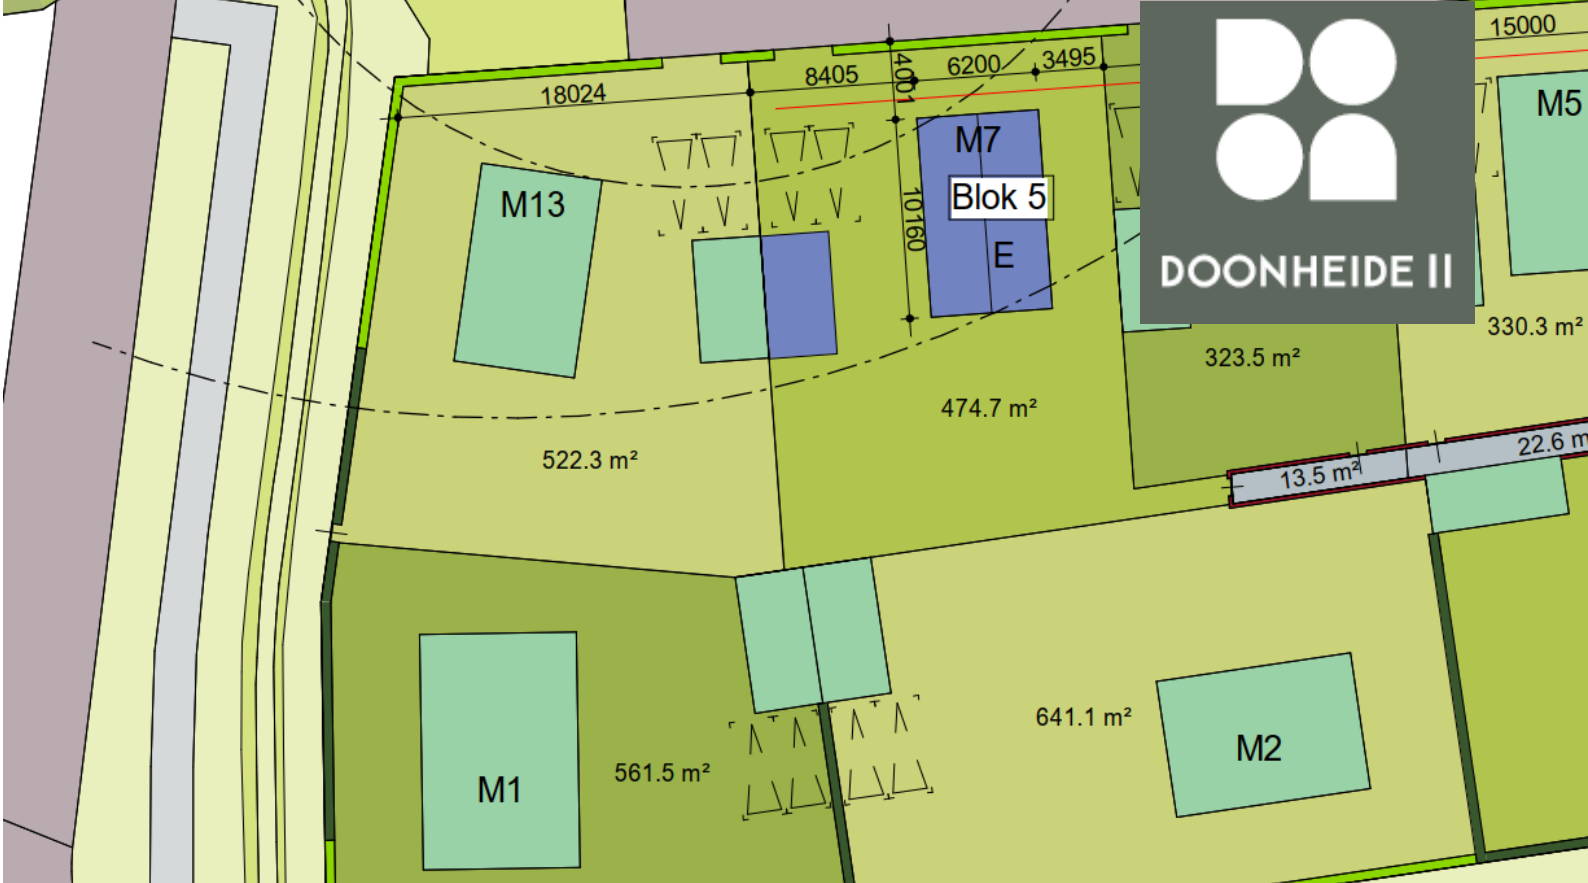 15000
18024
8405
4001
6200
3495
M5
M13
M7
Blok 5
10160
E
DOONHEIDE II
330.3 m²
323.5 m²
474.7 m²
522.3 m²
22.6 m
13.5 m²
641.1 m²
M2
561.5 m²
M1